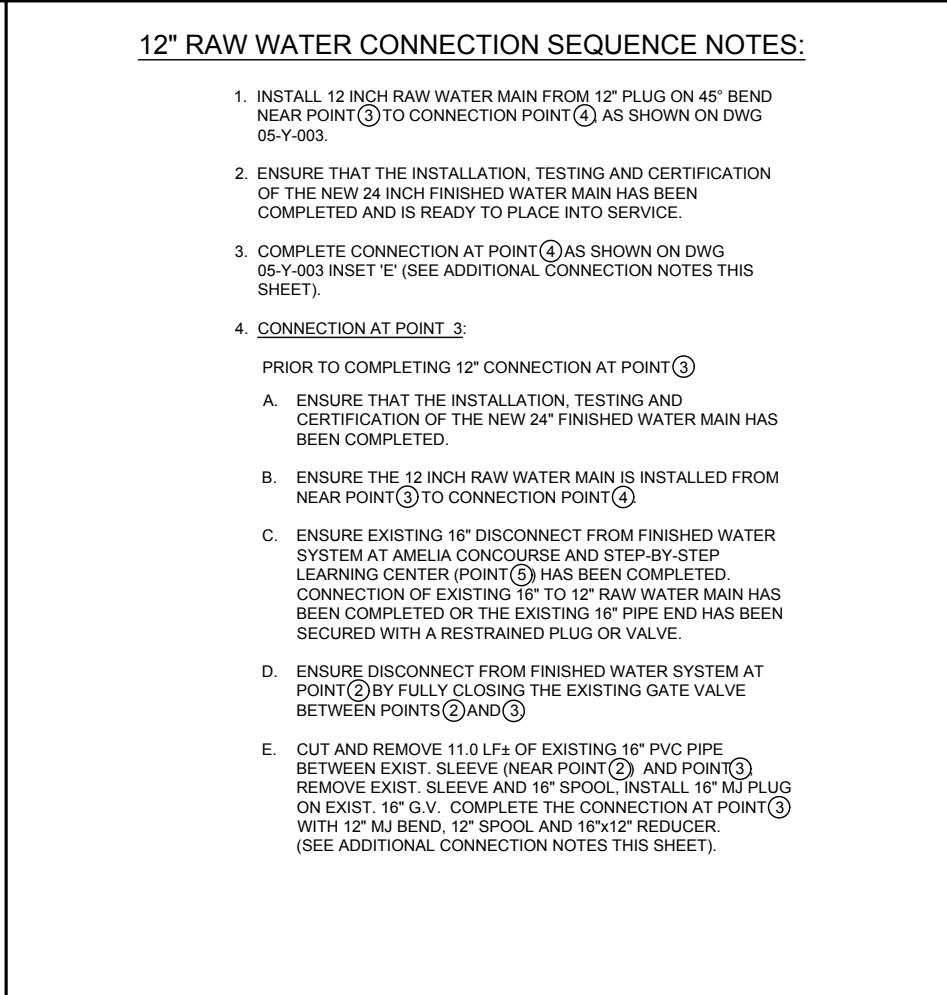 12" RAW WATER CONNECTION SEQUENCE NOTES:
1. INSTALL 12 INCH RAW WATER MAIN FROM 12" PLUG ON 45° BEND
NEAR POINT ③ TO CONNECTION POINT ④, AS SHOWN ON DWG
05-Y-003.
2. ENSURE THAT THE INSTALLATION, TESTING AND CERTIFICATION
OF THE NEW 24 INCH FINISHED WATER MAIN HAS BEEN
COMPLETED AND IS READY TO PLACE INTO SERVICE.
3. COMPLETE CONNECTION AT POINT ④ AS SHOWN ON DWG
05-Y-003 INSET 'E' (SEE ADDITIONAL CONNECTION NOTES THIS
SHEET).
4. CONNECTION AT POINT 3:
PRIOR TO COMPLETING 12" CONNECTION AT POINT ③
A. ENSURE THAT THE INSTALLATION, TESTING AND
CERTIFICATION OF THE NEW 24" FINISHED WATER MAIN HAS
BEEN COMPLETED.
B. ENSURE THE 12 INCH RAW WATER MAIN IS INSTALLED FROM
NEAR POINT ③ TO CONNECTION POINT ④.
C. ENSURE EXISTING 16" DISCONNECT FROM FINISHED WATER
SYSTEM AT AMELIA CONCOURSE AND STEP-BY-STEP
LEARNING CENTER (POINT ⑤) HAS BEEN COMPLETED.
CONNECTION OF EXISTING 16" TO 12" RAW WATER MAIN HAS
BEEN COMPLETED OR THE EXISTING 16" PIPE END HAS BEEN
SECURED WITH A RESTRAINED PLUG OR VALVE.
D. ENSURE DISCONNECT FROM FINISHED WATER SYSTEM AT
POINT ② BY FULLY CLOSING THE EXISTING GATE VALVE
BETWEEN POINTS ② AND ③.
E. CUT AND REMOVE 11.0 LF± OF EXISTING 16" PVC PIPE
BETWEEN EXIST. SLEEVE (NEAR POINT ②) AND POINT ③,
REMOVE EXIST. SLEEVE AND 16" SPOOL, INSTALL 16" MJ PLUG
ON EXIST. 16" G.V. COMPLETE THE CONNECTION AT POINT ③
WITH 12" MJ BEND, 12" SPOOL AND 16"x12" REDUCER.
(SEE ADDITIONAL CONNECTION NOTES THIS SHEET).